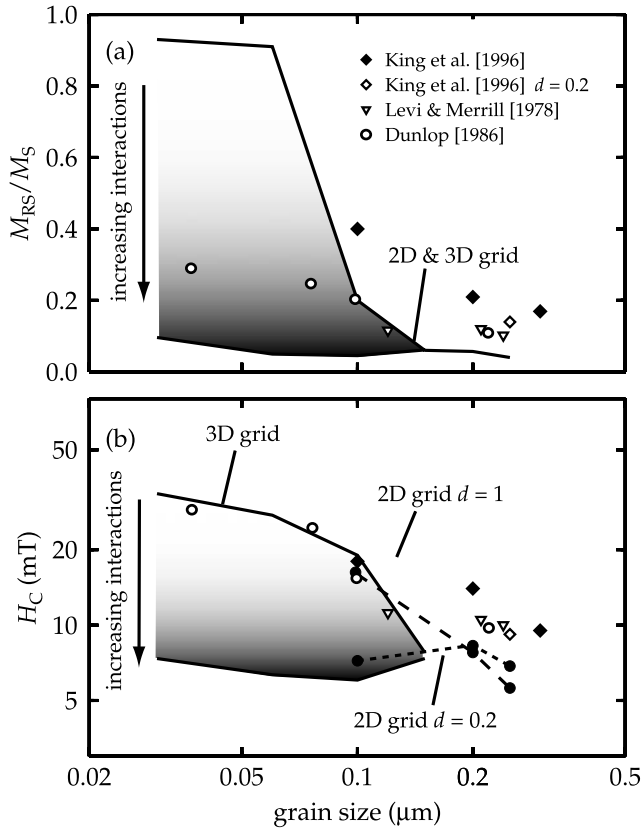 1.0
0.8
0.6
0.4
0.2
0.0
M_RS/M_S
(a)
increasing interactions
King et al. [1996]
King et al. [1996] d = 0.2
Levi & Merrill [1978]
Dunlop [1986]
2D & 3D grid
50
20
10
5
H_C (mT)
(b)
increasing interactions
3D grid
2D grid d = 1
2D grid d = 0.2
0.02 0.05 0.1 0.2 0.5
grain size (μm)